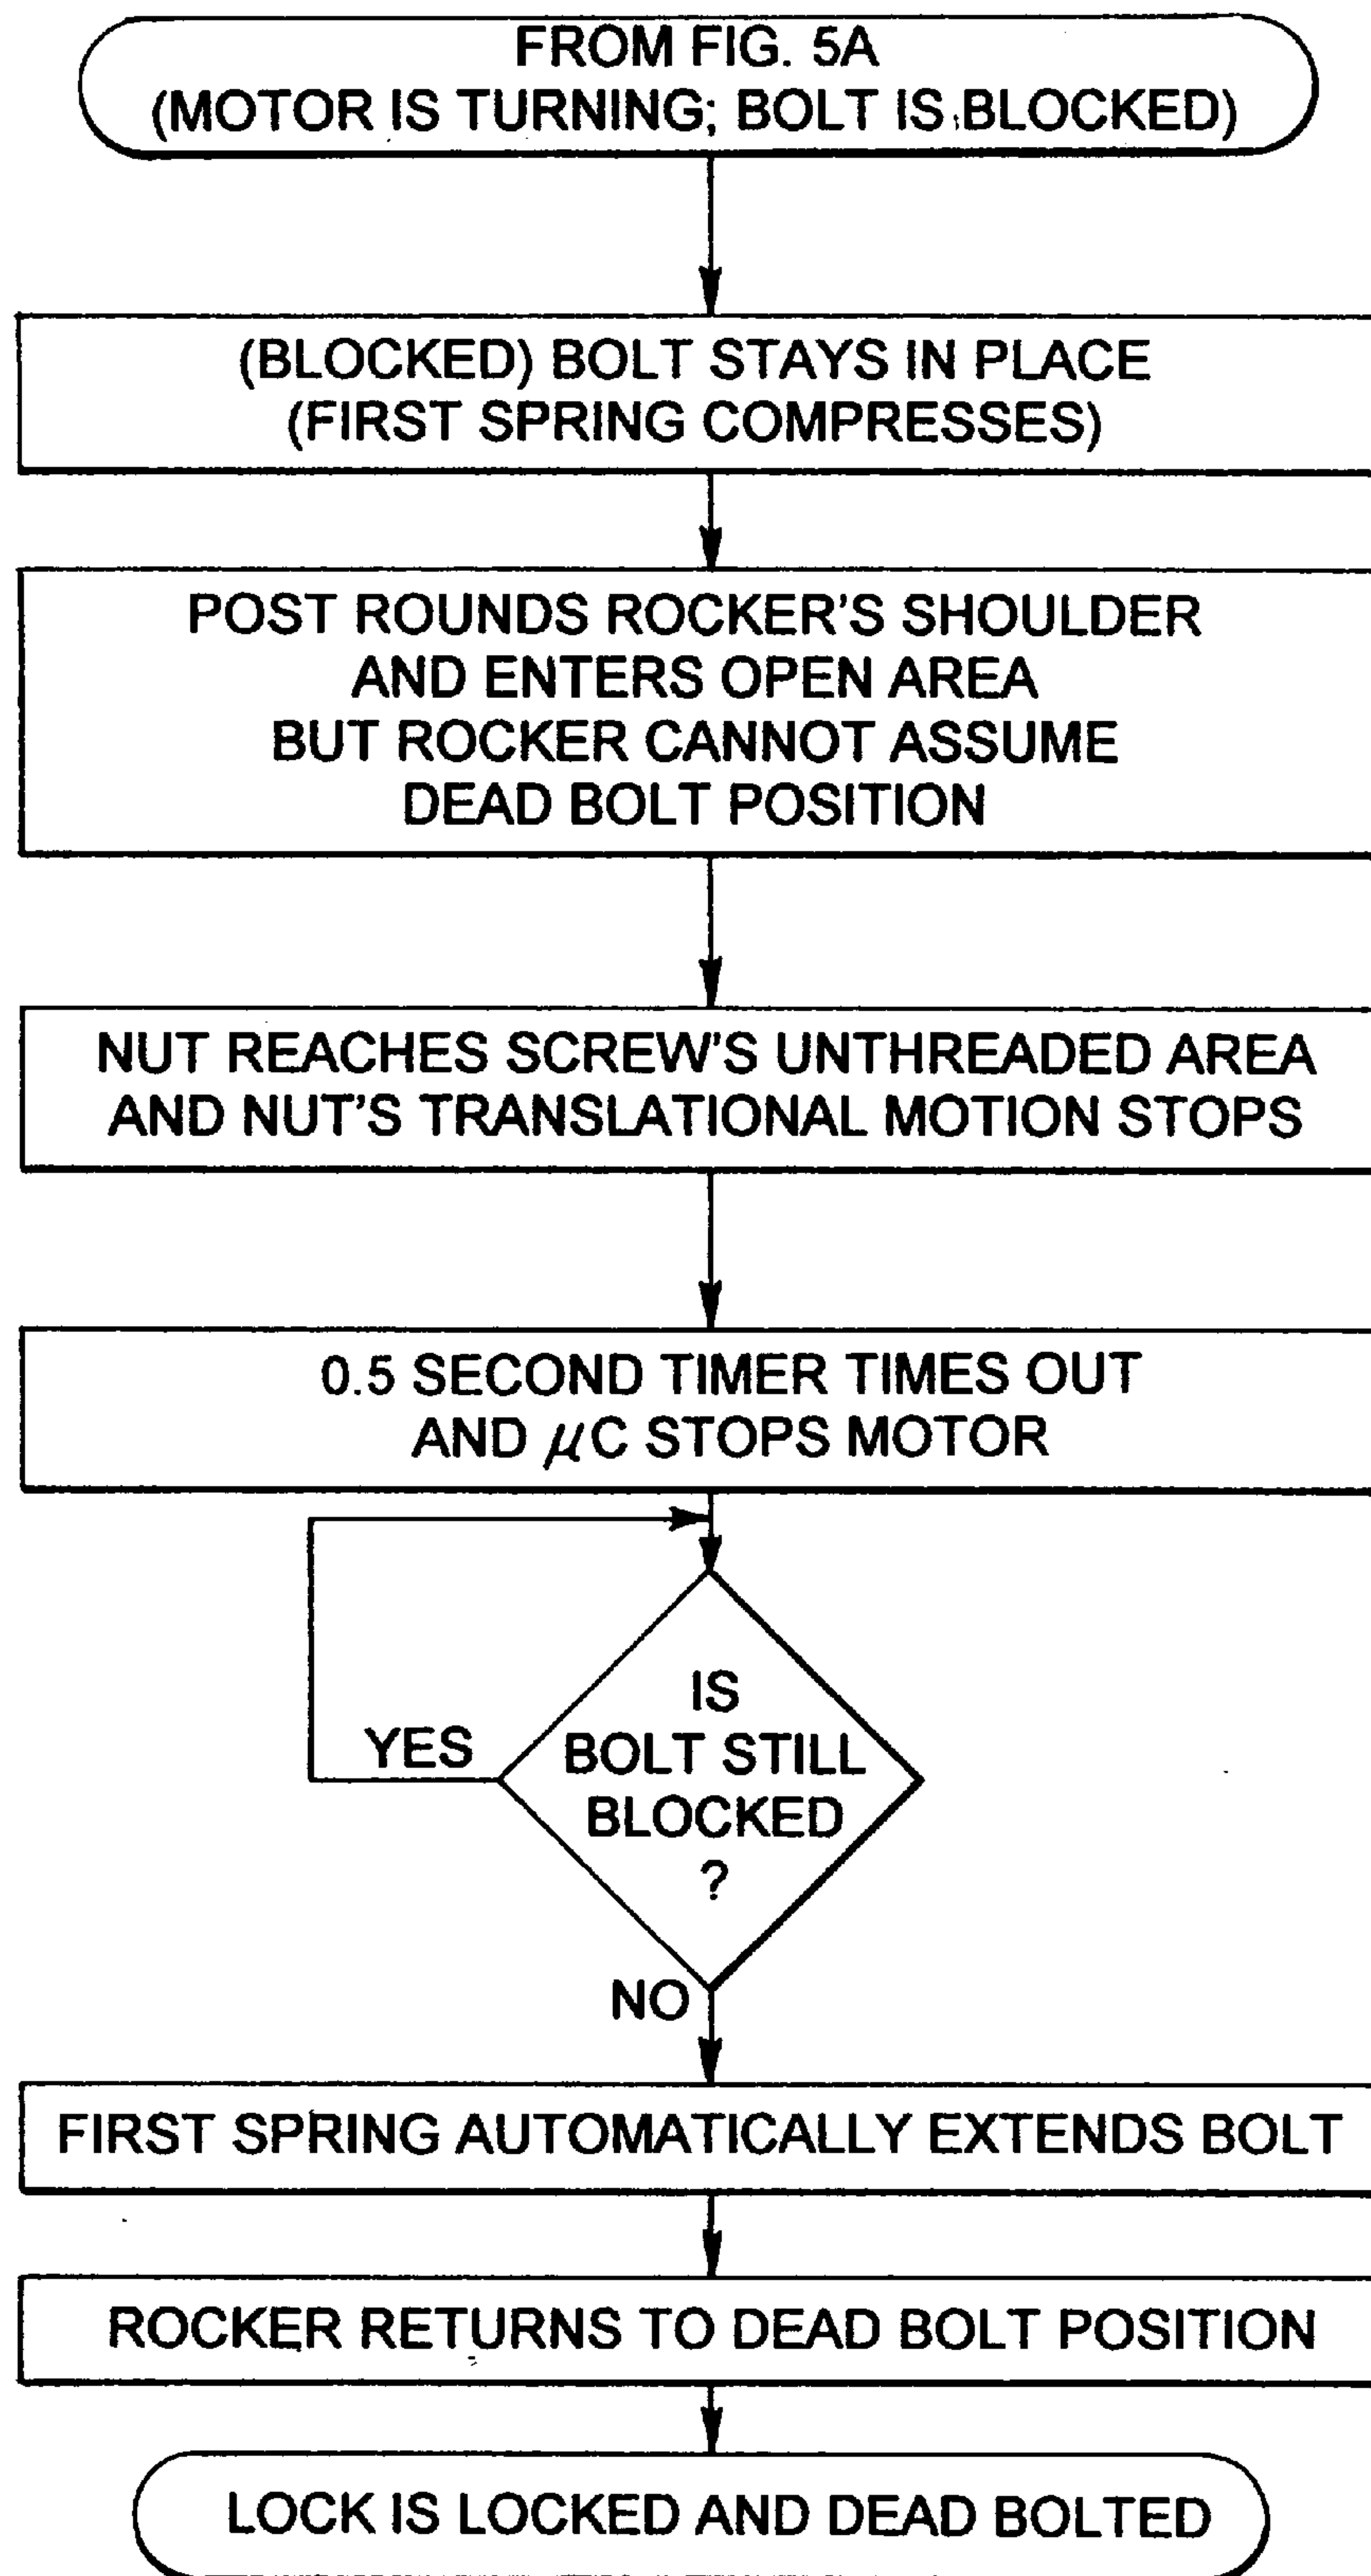 FROM FIG. 5A
(MOTOR IS TURNING; BOLT IS BLOCKED)
(BLOCKED) BOLT STAYS IN PLACE
(FIRST SPRING COMPRESSES)
POST ROUNDS ROCKER'S SHOULDER
AND ENTERS OPEN AREA
BUT ROCKER CANNOT ASSUME
DEAD BOLT POSITION
NUT REACHES SCREW'S UNTHREADED AREA
AND NUT'S TRANSLATIONAL MOTION STOPS
0.5 SECOND TIMER TIMES OUT
AND μC STOPS MOTOR
IS
BOLT STILL
BLOCKED
?
YES
NO
FIRST SPRING AUTOMATICALLY EXTENDS BOLT
ROCKER RETURNS TO DEAD BOLT POSITION
LOCK IS LOCKED AND DEAD BOLTED